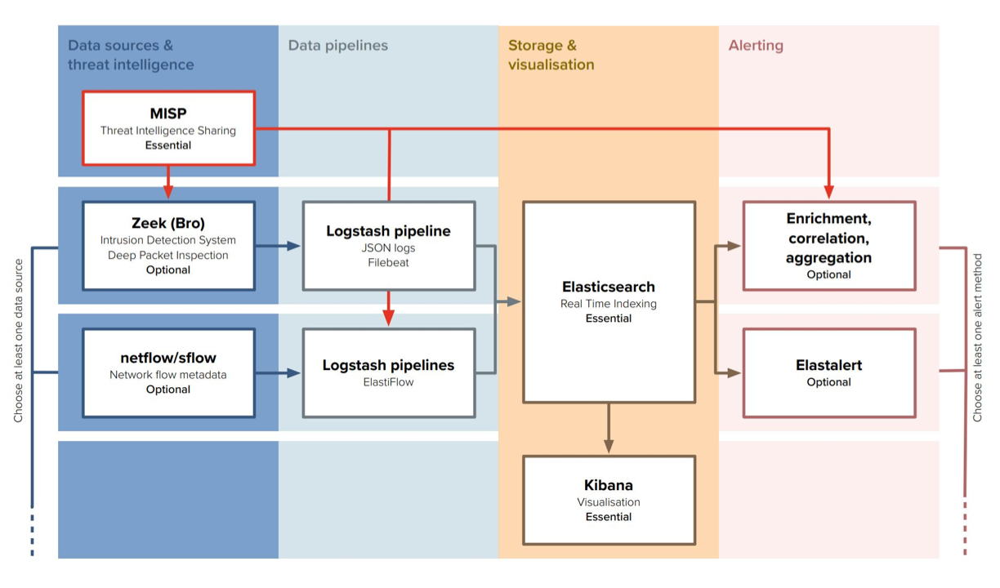 Data sources &
threat intelligence
Data pipelines
Storage &
visualisation
Alerting
MISP
Threat Intelligence Sharing
Essential
Zeek (Bro)
Intrusion Detection System
Deep Packet Inspection
Optional
Logstash pipeline
JSON logs
Filebeat
Enrichment,
correlation,
aggregation
Optional
Elasticsearch
Real Time Indexing
Essential
netflow/sflow
Network flow metadata
Optional
Logstash pipelines
ElastiFlow
Elastalert
Optional
Kibana
Visualisation
Essential
Choose at least one data source
Choose at least one alert method